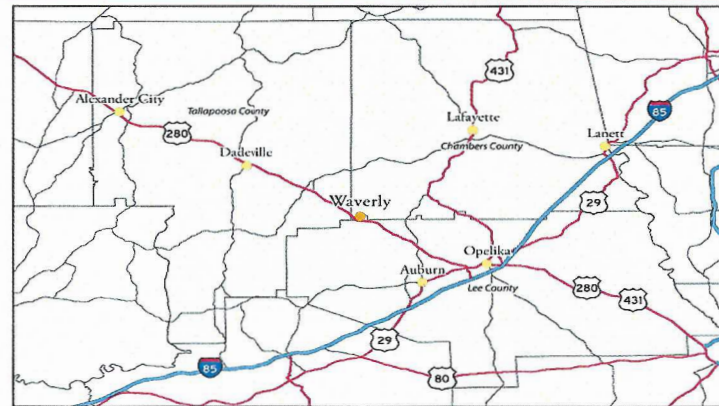 431
85
Alexander City
Tallapoosa County
Lafayette
280
Chambers County
Lanett
Dadeville
29
Waverly
Opelika
Auburn
Lee County
280
431
29
85
80